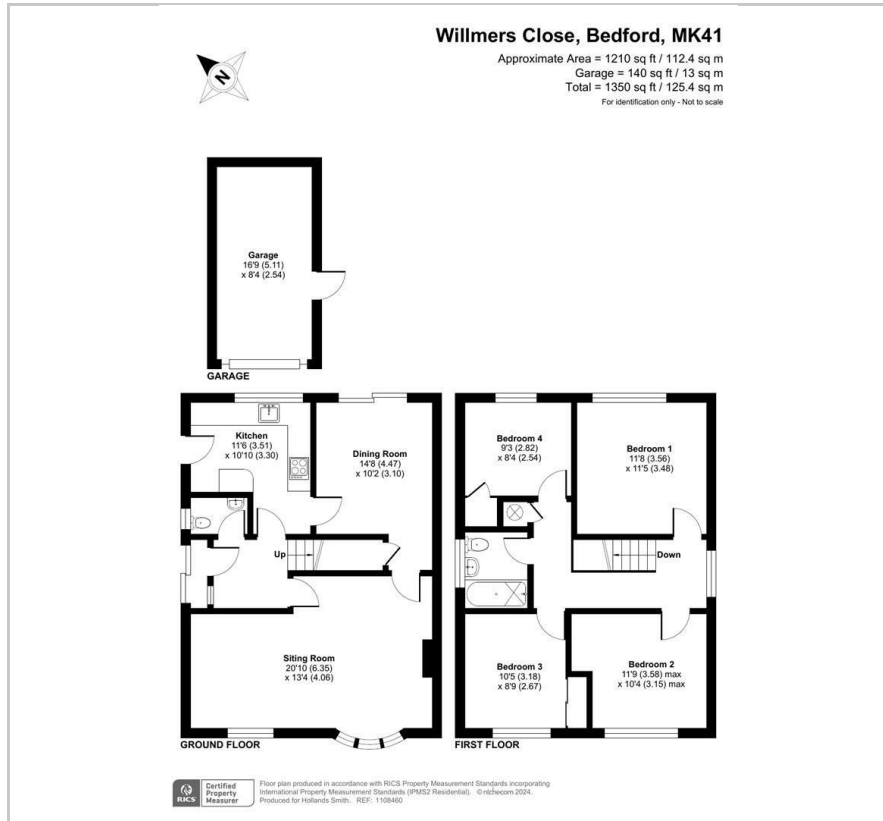 Willmers Close, Bedford, MK41
Approximate Area = 1210 sq ft / 112.4 sq m
Garage = 140 sq ft / 13 sq m
Total = 1350 sq ft / 125.4 sq m
For identification only - Not to scale
N
Garage
16'9 (5.11)
x 8'4 (2.54)
GARAGE
Kitchen
11'6 (3.51)
x 10'10 (3.30)
Dining Room
14'8 (4.47)
x 10'2 (3.10)
Up
Siting Room
20'10 (6.35)
x 13'4 (4.06)
GROUND FLOOR
Bedroom 4
9'3 (2.82)
x 8'4 (2.54)
Bedroom 1
11'8 (3.56)
x 11'5 (3.48)
Down
Bedroom 3
10'5 (3.18)
x 8'9 (2.67)
Bedroom 2
11'9 (3.58) max
x 10'4 (3.15) max
FIRST FLOOR
RICS
Certified
Property
Measurer
Floor plan produced in accordance with RICS Property Measurement Standards incorporating
International Property Measurement Standards (IPMS2 Residential). © 2024.
Produced for Hollands Smith. REF: 1108460